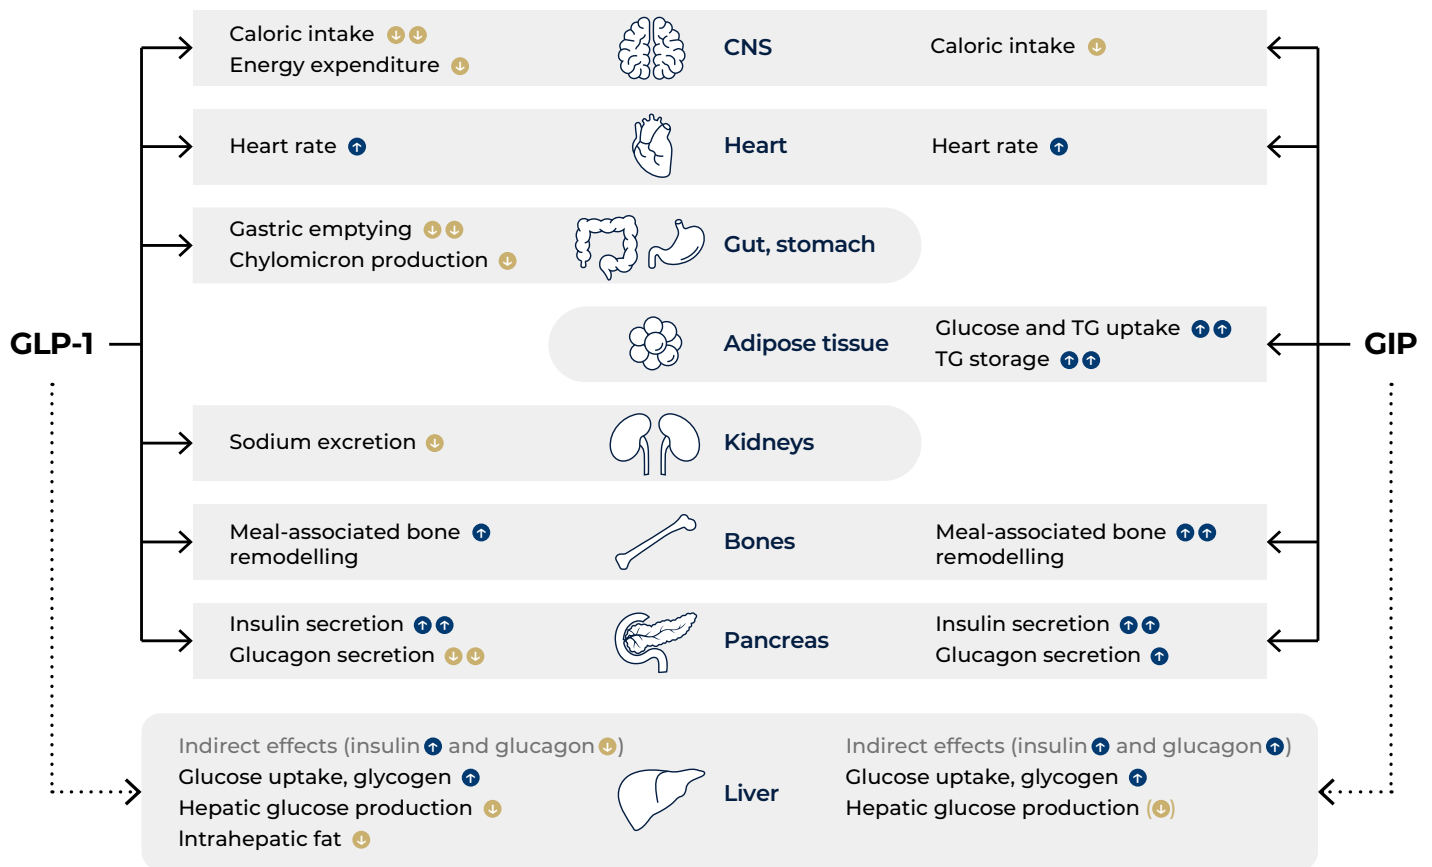 Caloric intake
Energy expenditure
CNS
Caloric intake
Heart rate
Heart
Heart rate
Gastric emptying
Chylomicron production
Gut, stomach
GLP-1
Adipose tissue
Glucose and TG uptake
TG storage
GIP
Sodium excretion
Kidneys
Meal-associated bone
remodelling
Bones
Meal-associated bone
remodelling
Insulin secretion
Glucagon secretion
Pancreas
Insulin secretion
Glucagon secretion
Indirect effects (insulin ↑ and glucagon ↓)
Glucose uptake, glycogen
Hepatic glucose production
Intrahepatic fat
Liver
Indirect effects (insulin ↑ and glucagon ↑)
Glucose uptake, glycogen
Hepatic glucose production (↓)